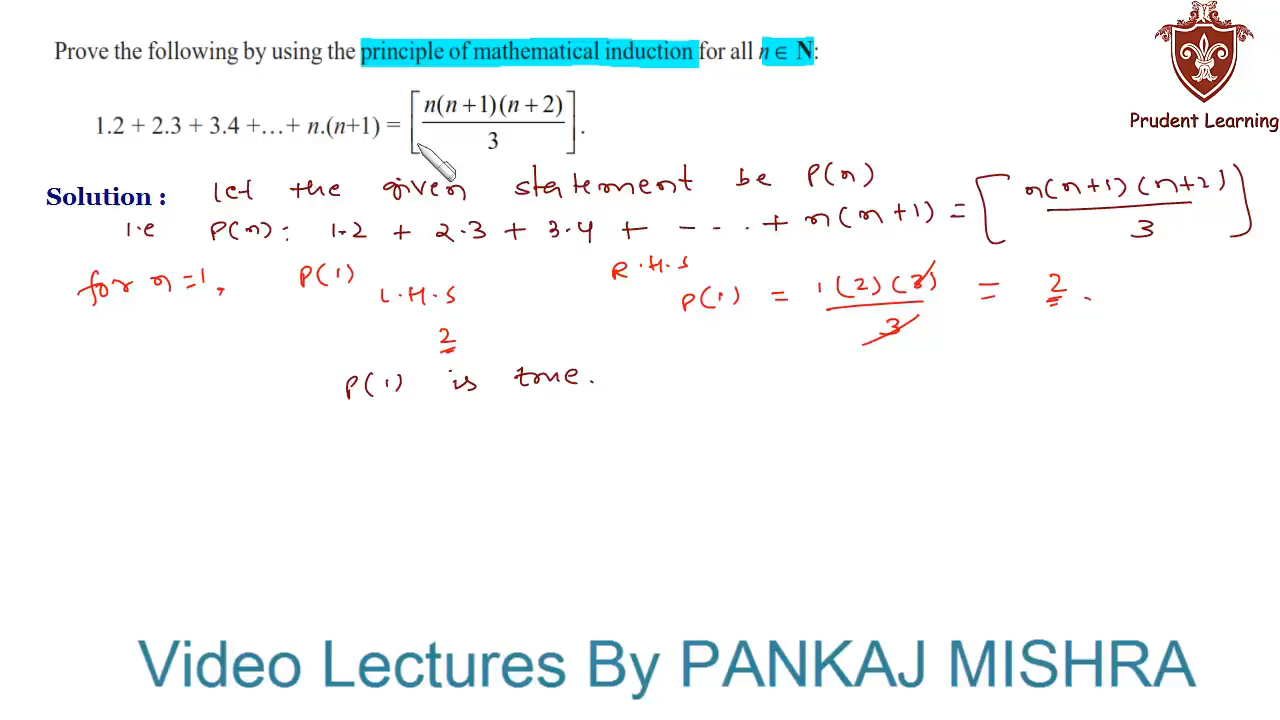 Prove the following by using the principle of mathematical induction for all n ∈ N:
Prudent Learning
1.2 + 2.3 + 3.4 +...+ n.(n+1) = [n(n+1)(n+2)/3].
Solution : Let the given statement be P(n)
i.e P(n): 1.2 + 2.3 + 3.4 + - - .. + n(n+1) = [n(n+1)(n+2)/3]
for n=1, P(1)
L.H.S
2
R.H.S
P(1) = 1(2)(3)/3 = 2.
P(1) is true.
Video Lectures By PANKAJ MISHRA